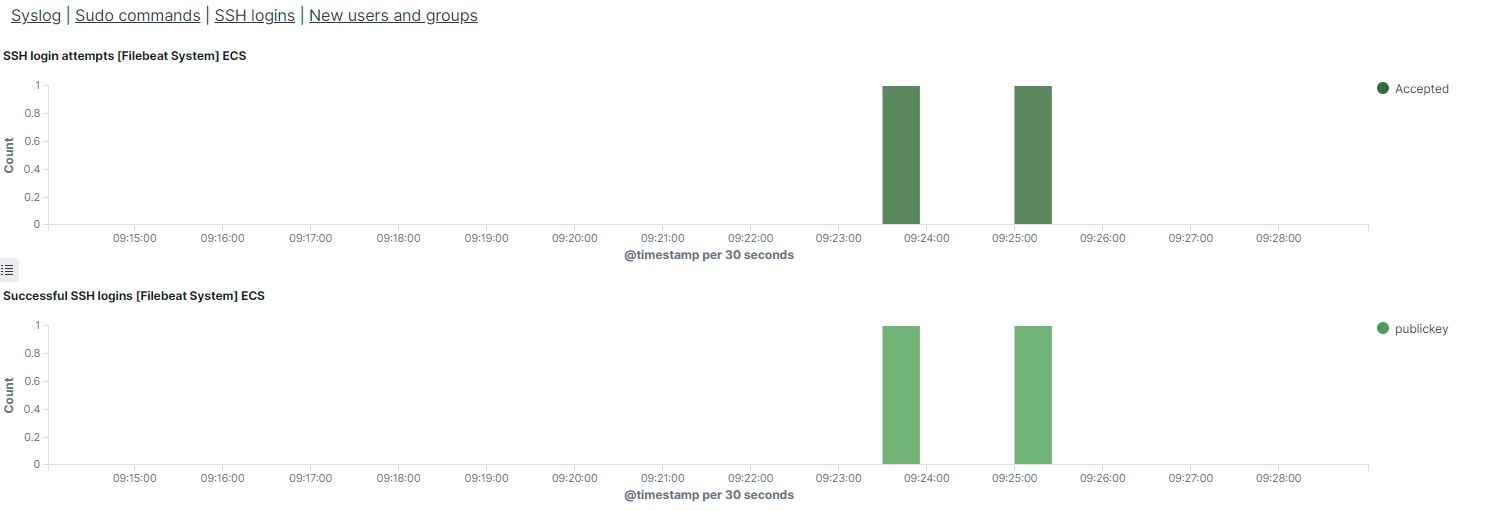 Syslog | Sudo commands | SSH logins | New users and groups
SSH login attempts [Filebeat System] ECS
1
0.8
0.6
0.4
0.2
0
Count
Accepted
09:15:00 09:16:00 09:17:00 09:18:00 09:19:00 09:20:00 09:21:00 09:22:00 09:23:00 09:24:00 09:25:00 09:26:00 09:27:00 09:28:00
@timestamp per 30 seconds
Successful SSH logins [Filebeat System] ECS
1
0.8
0.6
0.4
0.2
0
Count
publickey
09:15:00 09:16:00 09:17:00 09:18:00 09:19:00 09:20:00 09:21:00 09:22:00 09:23:00 09:24:00 09:25:00 09:26:00 09:27:00 09:28:00
@timestamp per 30 seconds